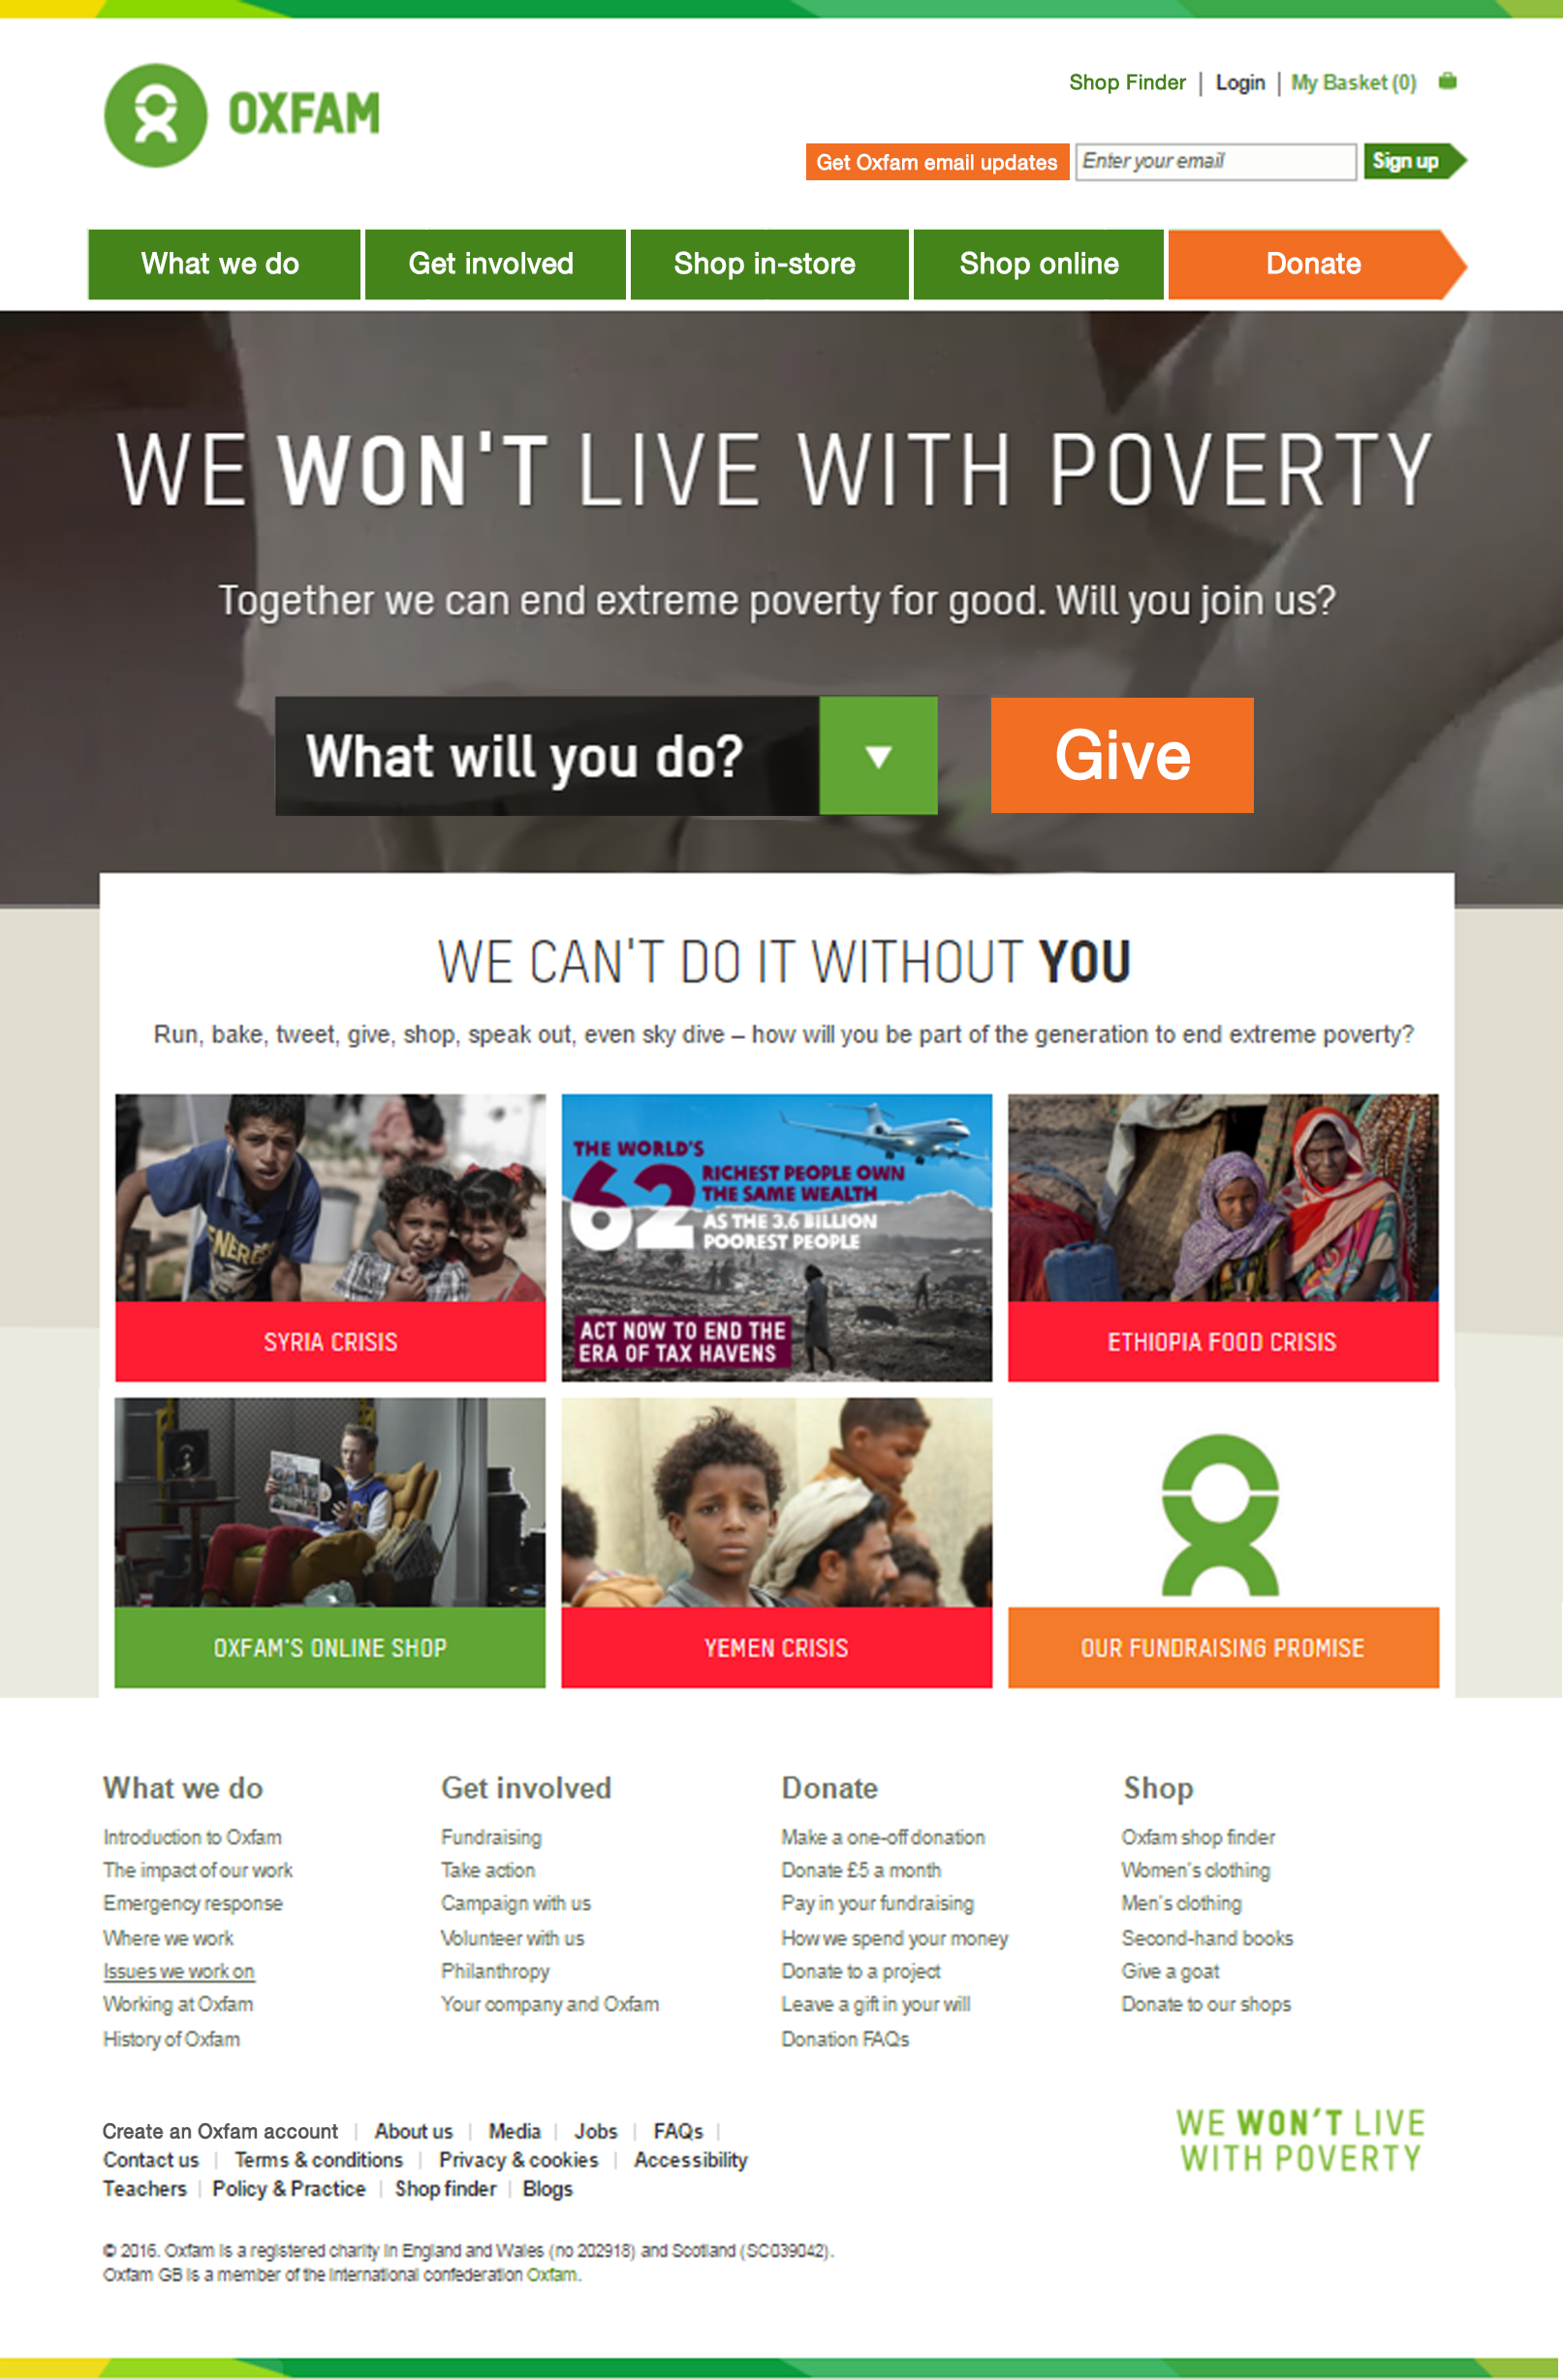 OXFAM
Shop Finder | Login | My Basket (0)
Get Oxfam email updates
Enter your email
Sign up
What we do
Get involved
Shop in-store
Shop online
Donate
WE WON'T LIVE WITH POVERTY
Together we can end extreme poverty for good. Will you join us?
What will you do?
Give
WE CAN'T DO IT WITHOUT YOU
Run, bake, tweet, give, shop, speak out, even sky dive – how will you be part of the generation to end extreme poverty?
ENERG
SYRIA CRISIS
THE WORLD'S
62 RICHEST PEOPLE OWN
THE SAME WEALTH
AS THE 3.6 BILLION
POOREST PEOPLE
ACT NOW TO END THE
ERA OF TAX HAVENS
ETHIOPIA FOOD CRISIS
OXFAM'S ONLINE SHOP
YEMEN CRISIS
OUR FUNDRAISING PROMISE
What we do
Introduction to Oxfam
The impact of our work
Emergency response
Where we work
Issues we work on
Working at Oxfam
History of Oxfam
Get involved
Fundraising
Take action
Campaign with us
Volunteer with us
Philanthropy
Your company and Oxfam
Donate
Make a one-off donation
Donate £5 a month
Pay in your fundraising
How we spend your money
Donate to a project
Leave a gift in your will
Donation FAQs
Shop
Oxfam shop finder
Women's clothing
Men's clothing
Second-hand books
Give a goat
Donate to our shops
Create an Oxfam account | About us | Media | Jobs | FAQs |
Contact us | Terms & conditions | Privacy & cookies | Accessibility
Teachers | Policy & Practice | Shop finder | Blogs
WE WON'T LIVE
WITH POVERTY
© 2016. Oxfam is a registered charity in England and Wales (no 202918) and Scotland (SC039042).
Oxfam GB is a member of the international confederation Oxfam.